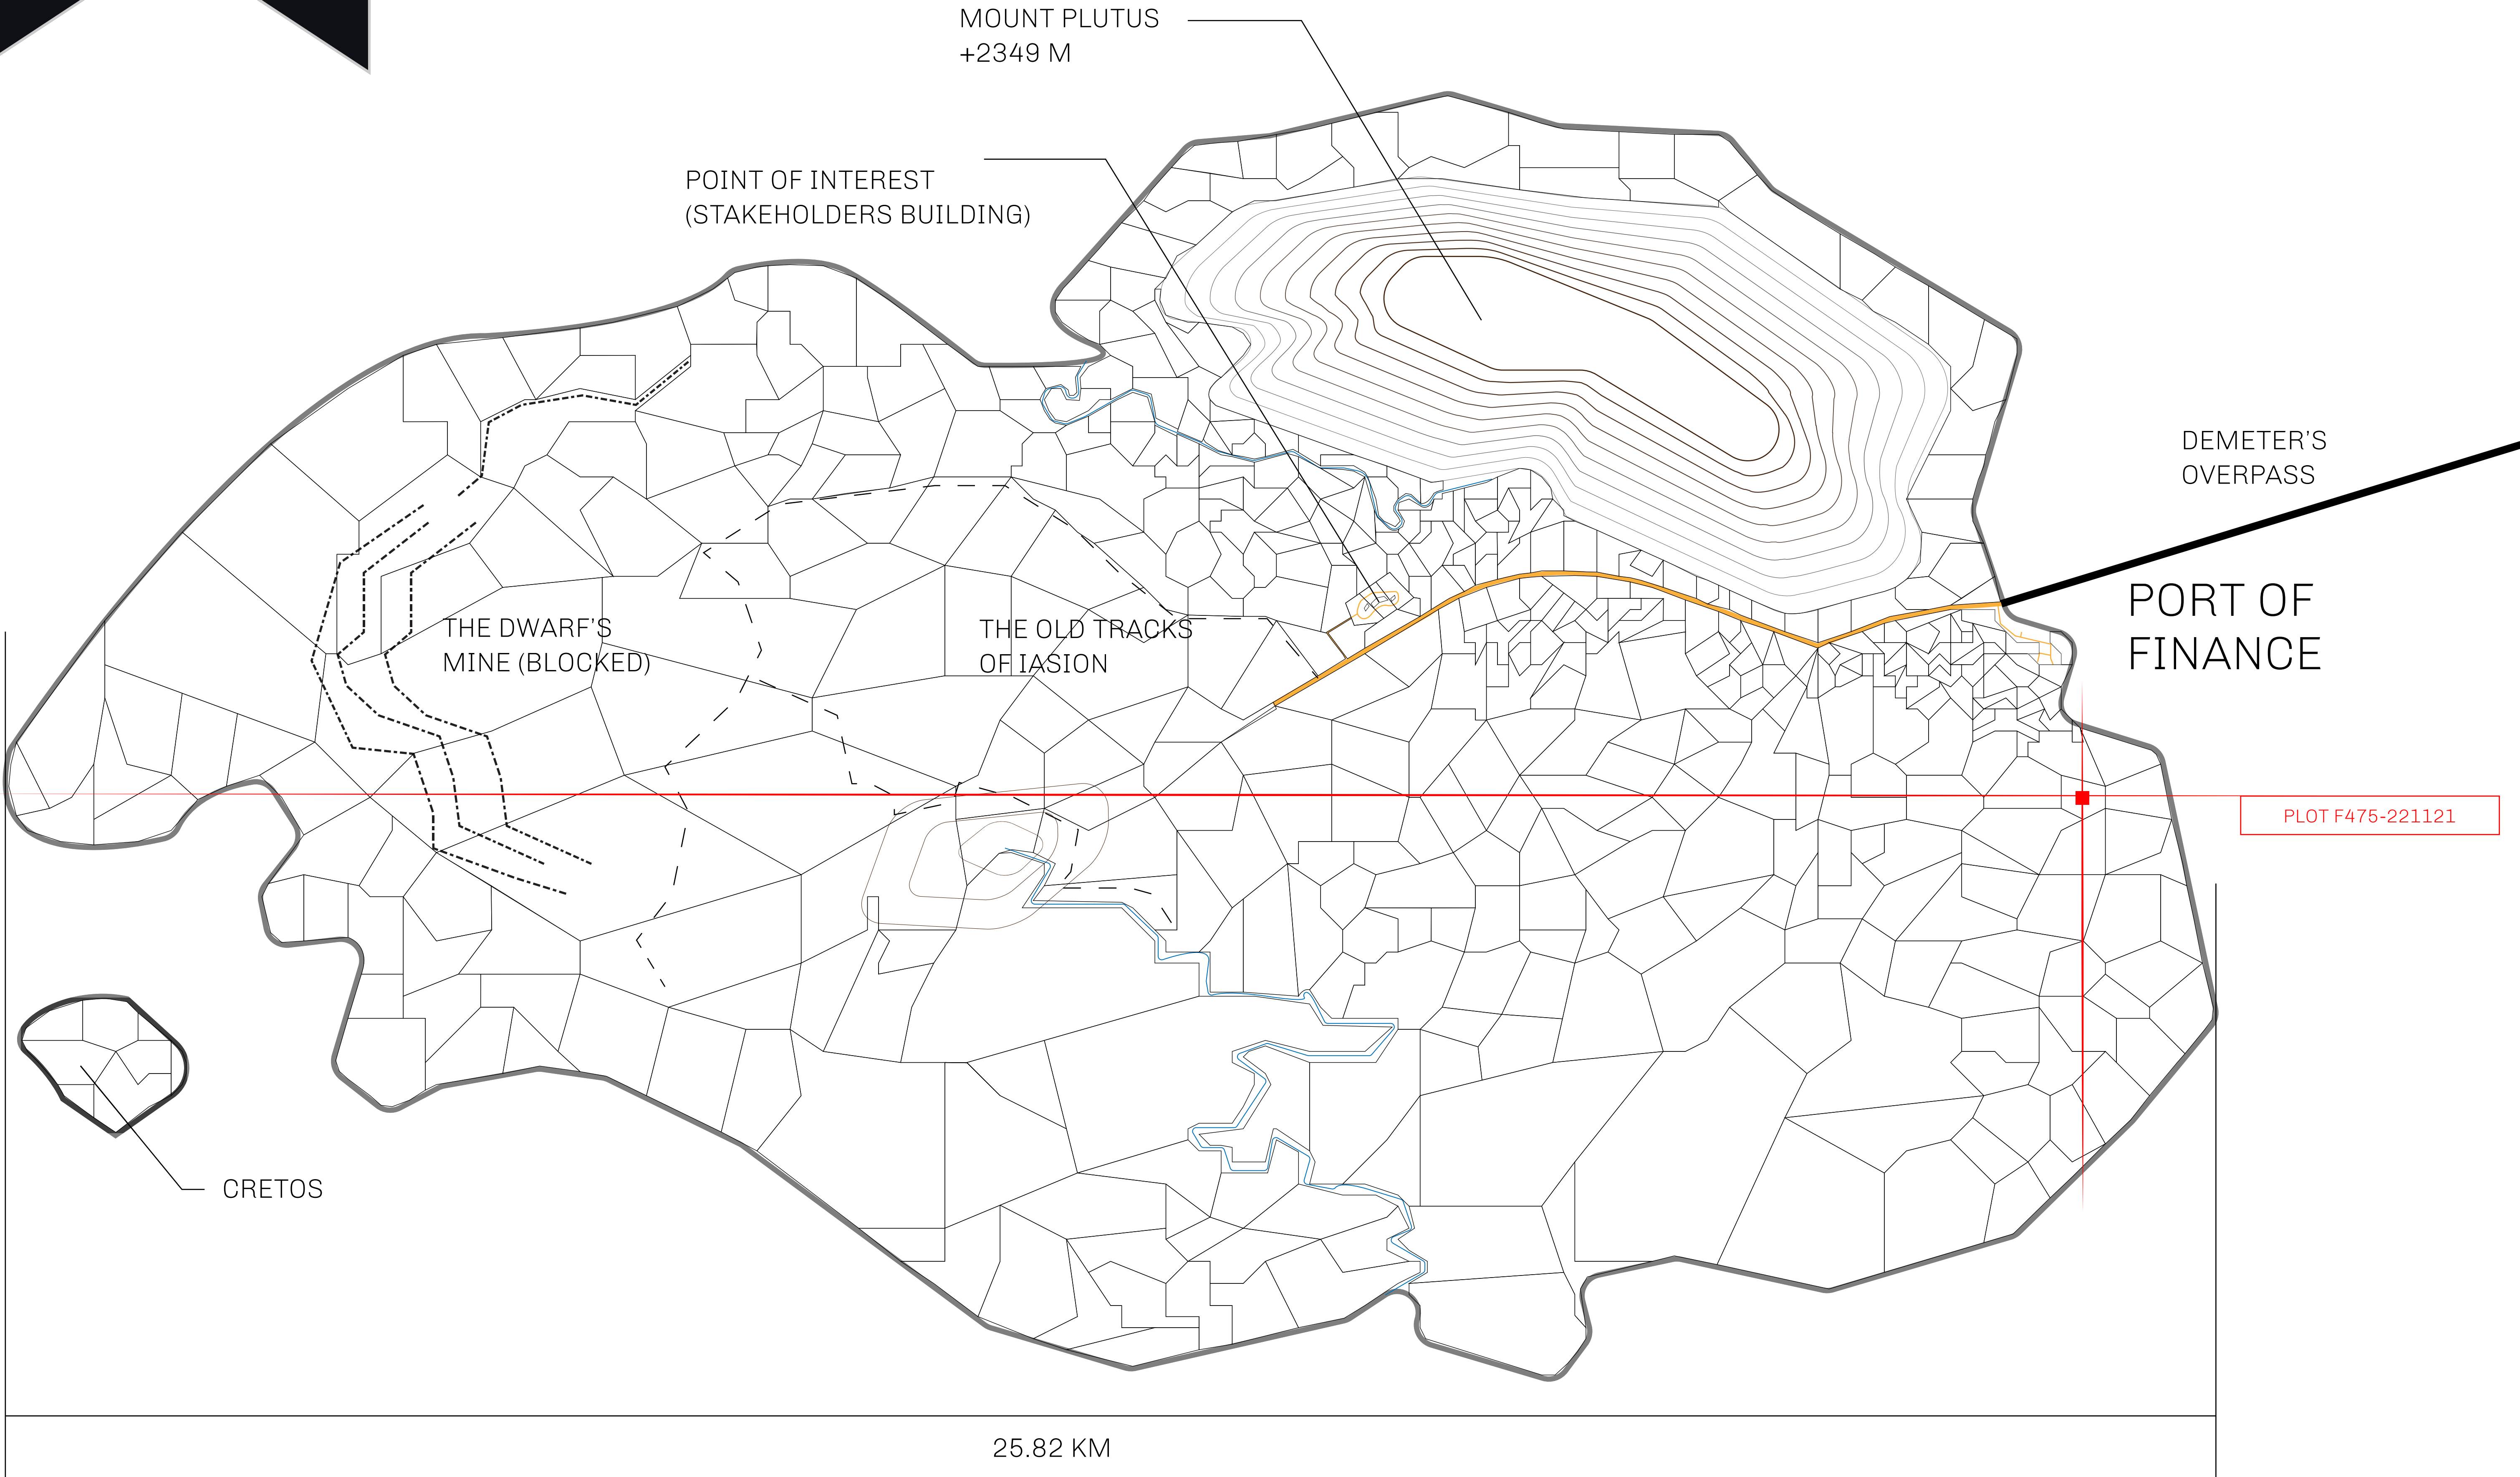 MOUNT PLUTUS
+2349 M
POINT OF INTEREST
(STAKEHOLDERS BUILDING)
DEMETER'S
OVERPASS
PORT OF
FINANCE
THE DWARF'S
MINE (BLOCKED)
THE OLD TRACKS
OF IASION
PLOT F475-221121
CRETOS
25.82 KM